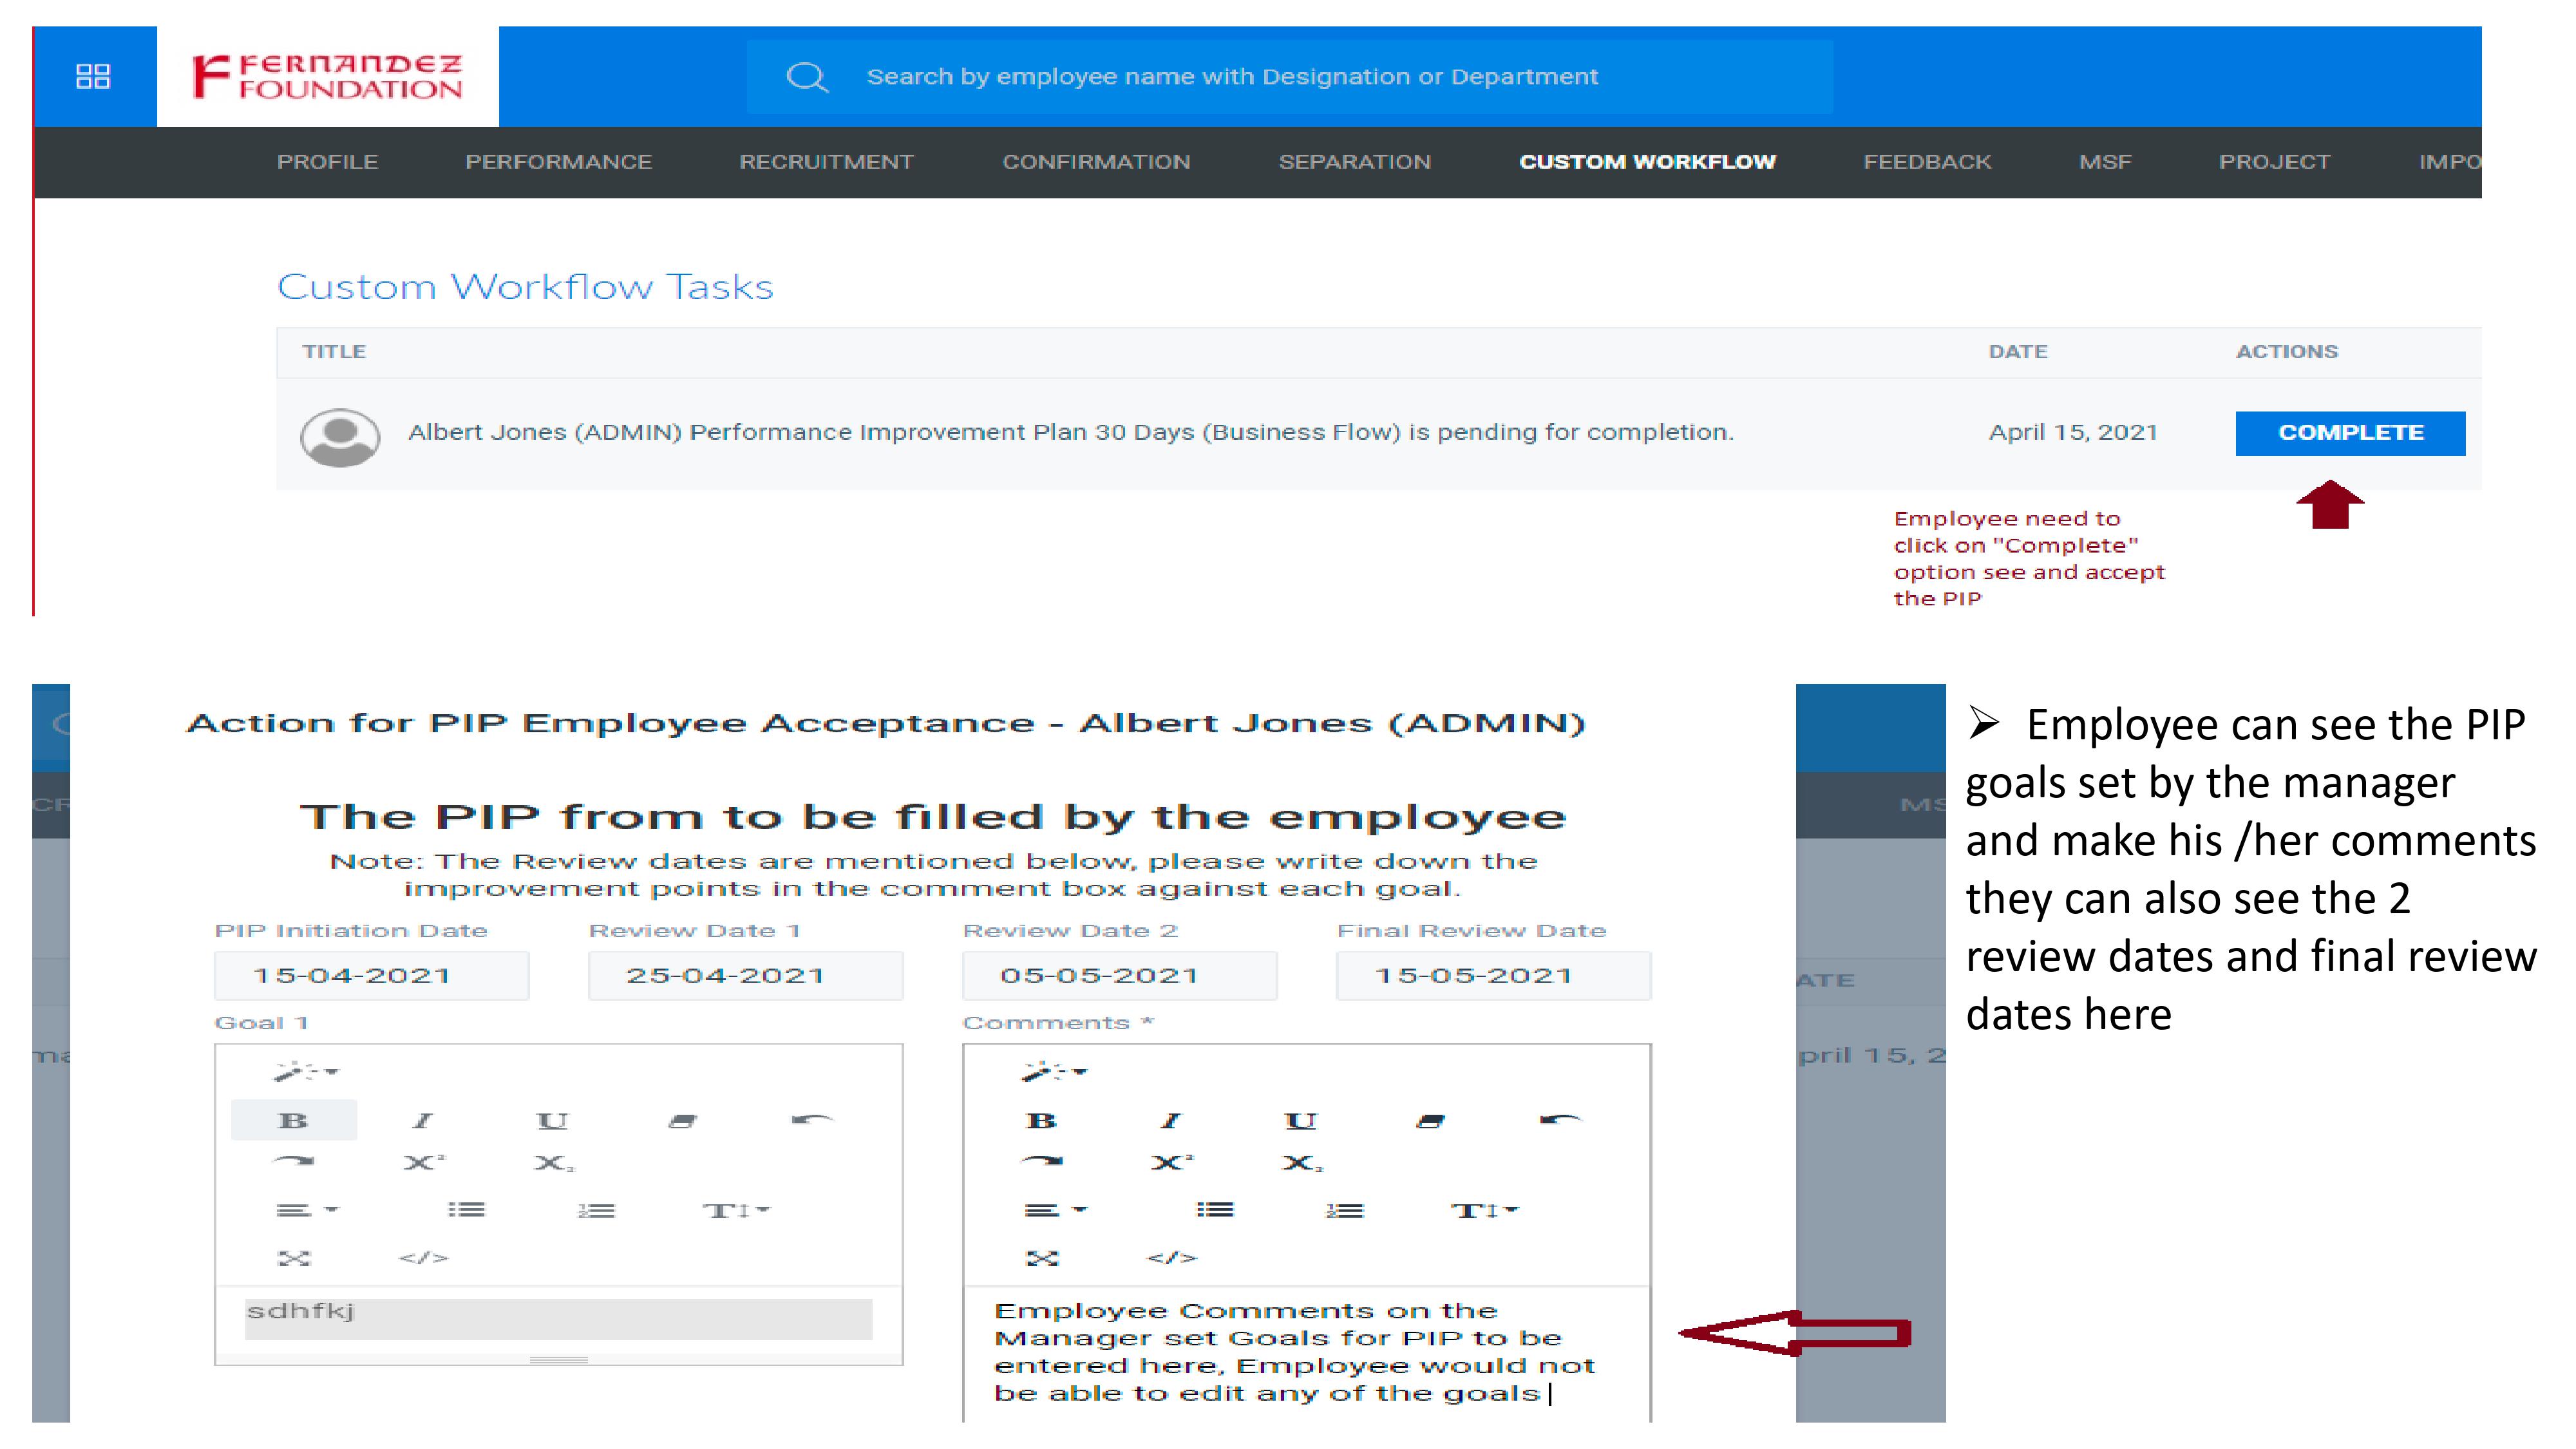 FERNANDEZ
FOUNDATION
Search by employee name with Designation or Department
PROFILE PERFORMANCE RECRUITMENT CONFIRMATION SEPARATION CUSTOM WORKFLOW FEEDBACK MSF PROJECT IMPO
Custom Workflow Tasks
TITLE DATE ACTIONS
Albert Jones (ADMIN) Performance Improvement Plan 30 Days (Business Flow) is pending for completion. April 15, 2021 COMPLETE
Employee need to
click on "Complete"
option see and accept
the PIP
Action for PIP Employee Acceptance - Albert Jones (ADMIN)
The PIP from to be filled by the employee
Note: The Review dates are mentioned below, please write down the
improvement points in the comment box against each goal.
PIP Initiation Date Review Date 1 Review Date 2 Final Review Date
15-04-2021 25-04-2021 05-05-2021 15-05-2021
Goal 1 Comments *
B I U B I U
X² X₂ X² X₂
</> </>
sdhfkj
Employee Comments on the
Manager set Goals for PIP to be
entered here, Employee would not
be able to edit any of the goals
CR
MS
ATE
ma
pril 15, 2
➢ Employee can see the PIP
goals set by the manager
and make his /her comments
they can also see the 2
review dates and final review
dates here